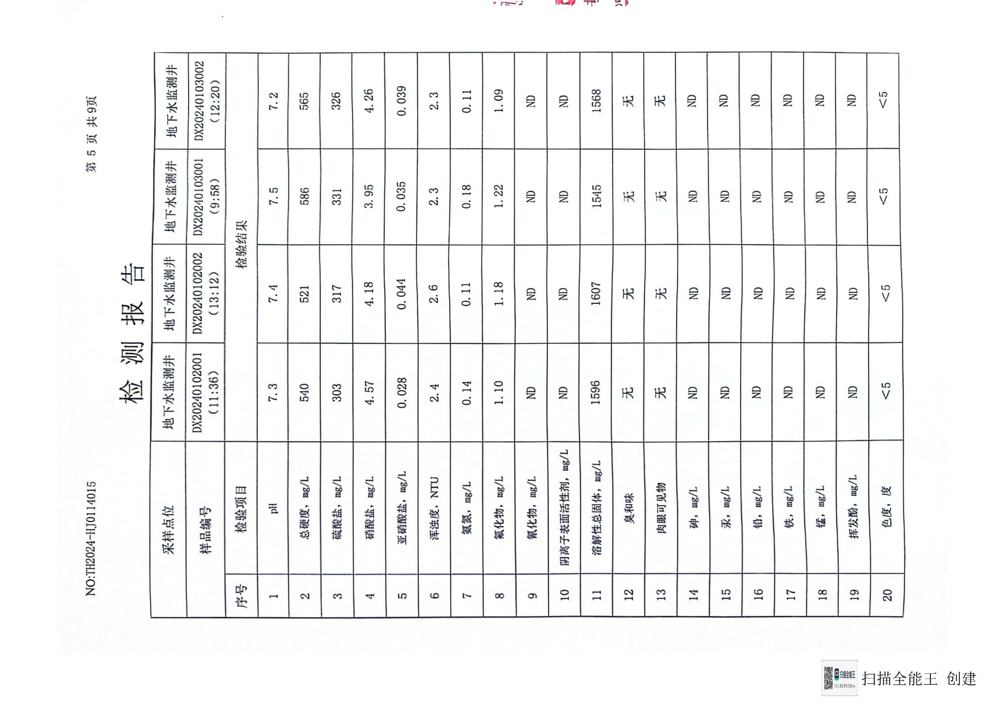 NO:TH2024-HJ0114015 第 5 页 共 9页
检 测 报 告
采样点位 地下水监测井 地下水监测井 地下水监测井 地下水监测井
样品编号 DX20240102001 (11:36) DX20240102002 (13:12) DX20240103001 (9:58) DX20240103002 (12:20)
序号 检验项目 检验结果
1 pH 7.3 7.4 7.5 7.2
2 总硬度，mg/L 540 521 586 565
3 硫酸盐，mg/L 303 317 331 326
4 硝酸盐，mg/L 4.57 4.18 3.95 4.26
5 亚硝酸盐，mg/L 0.028 0.044 0.035 0.039
6 浑浊度，NTU 2.4 2.6 2.3 2.3
7 氨氮，mg/L 0.14 0.11 0.18 0.11
8 氟化物，mg/L 1.10 1.18 1.22 1.09
9 氰化物，mg/L ND ND ND ND
10 阴离子表面活性剂，mg/L ND ND ND ND
11 溶解性总固体，mg/L 1596 1607 1545 1568
12 臭和味 无 无 无 无
13 肉眼可见物 无 无 无 无
14 砷，mg/L ND ND ND ND
15 汞，mg/L ND ND ND ND
16 铅，mg/L ND ND ND ND
17 铁，mg/L ND ND ND ND
18 锰，mg/L ND ND ND ND
19 挥发酚，mg/L ND ND ND ND
20 色度，度 <5 <5 <5 <5
CS 扫描全能王
扫描全能王 创建